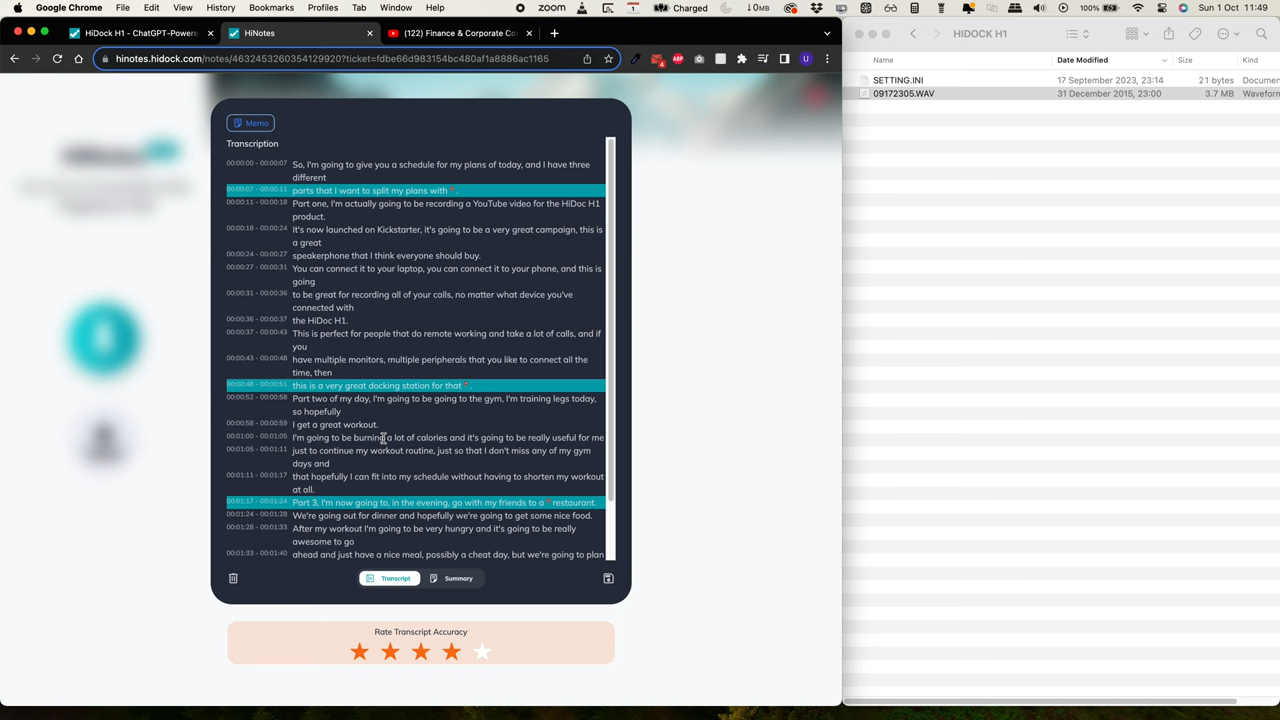 Google Chrome File Edit View History Bookmarks Profiles Tab Window Help zoom Charged ↓0MB Sun 1 Oct 11:49
HiDock H1 - ChatGPT-Powere
HiNotes
(122) Finance & Corporate Co
hinotes.hidock.com/notes/4632453260354129920?ticket=fdbe66d983154bc480af1a8886ac1165
4
ABP
U
HIDOCK H1
Name Date Modified Size Kind
SETTING.INI 17 September 2023, 23:14 21 bytes Documen
09172305.WAV 31 December 2015, 23:00 3.7 MB Waveform
Memo
Transcription
00:00:00 - 00:00:07 So, I'm going to give you a schedule for my plans of today, and I have three
different
00:00:07 - 00:00:11 parts that I want to split my plans with .
00:00:11 - 00:00:18 Part one, I'm actually going to be recording a YouTube video for the HiDoc H1
product.
00:00:18 - 00:00:24 It's now launched on Kickstarter, it's going to be a very great campaign, this is
a great
00:00:24 - 00:00:27 speakerphone that I think everyone should buy.
00:00:27 - 00:00:31 You can connect it to your laptop, you can connect it to your phone, and this is
going
00:00:31 - 00:00:36 to be great for recording all of your calls, no matter what device you've
connected with
00:00:36 - 00:00:37 the HiDoc H1.
00:00:37 - 00:00:43 This is perfect for people that do remote working and take a lot of calls, and if
you
00:00:43 - 00:00:48 have multiple monitors, multiple peripherals that you like to connect all the
time, then
00:00:48 - 00:00:51 this is a very great docking station for that .
00:00:52 - 00:00:58 Part two of my day, I'm going to be going to the gym, I'm training legs today,
so hopefully
00:00:58 - 00:00:59 I get a great workout.
00:01:00 - 00:01:05 I'm going to be burning a lot of calories and it's going to be really useful for me
00:01:05 - 00:01:11 just to continue my workout routine, just so that I don't miss any of my gym
days and
00:01:11 - 00:01:17 that hopefully I can fit into my schedule without having to shorten my workout
at all.
00:01:17 - 00:01:24 Part 3, I'm now going to, in the evening, go with my friends to a restaurant.
00:01:24 - 00:01:28 We're going out for dinner and hopefully we're going to get some nice food.
00:01:28 - 00:01:33 After my workout I'm going to be very hungry and it's going to be really
awesome to go
00:01:33 - 00:01:40 ahead and just have a nice meal, possibly a cheat day, but we're going to plan
Transcript Summary
Rate Transcript Accuracy